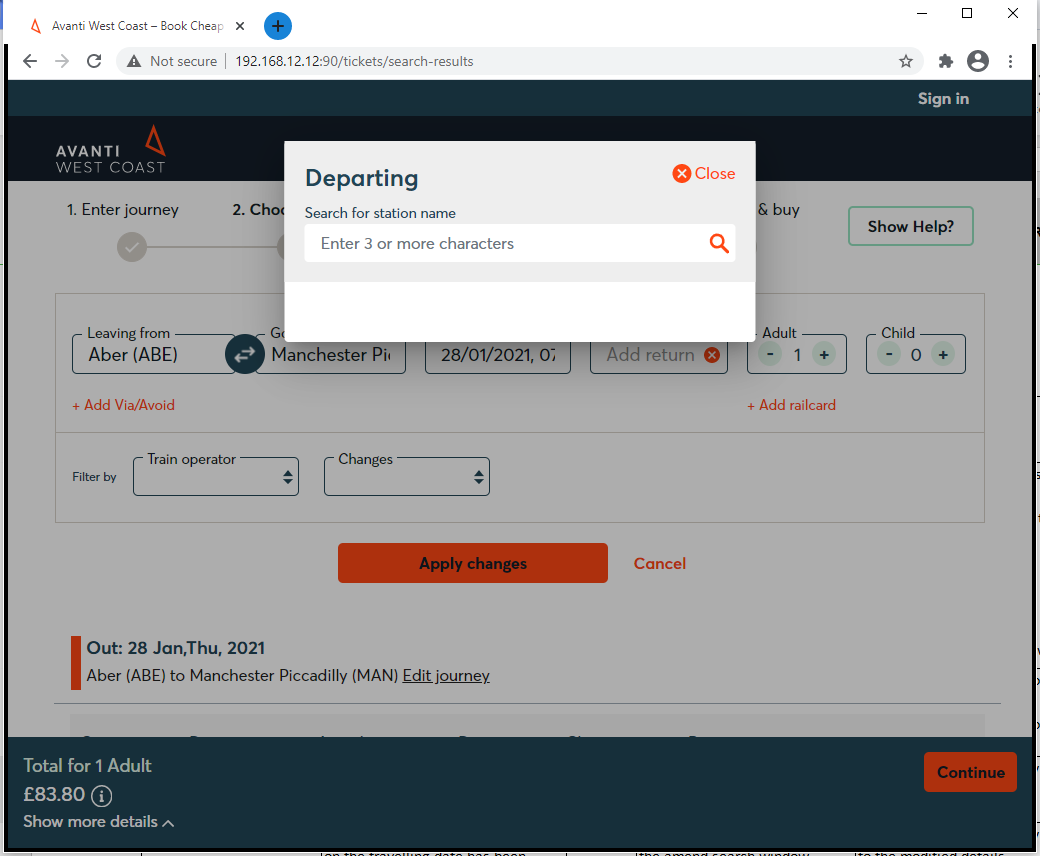 Avanti West Coast – Book Cheap
Not secure
192.168.12.12:90/tickets/search-results
Sign in
AVANTI
WEST COAST
Departing
Close
Search for station name
Enter 3 or more characters
1. Enter journey
2. Cho
& buy
Show Help?
Leaving from
Go
Adult
Child
Aber (ABE)
Manchester Pi
28/01/2021, 07
Add return
- 1 +
- 0 +
+ Add Via/Avoid
+ Add railcard
Filter by
Train operator
Changes
Apply changes
Cancel
Out: 28 Jan,Thu, 2021
Aber (ABE) to Manchester Piccadilly (MAN) Edit journey
Total for 1 Adult
£83.80
Continue
Show more details